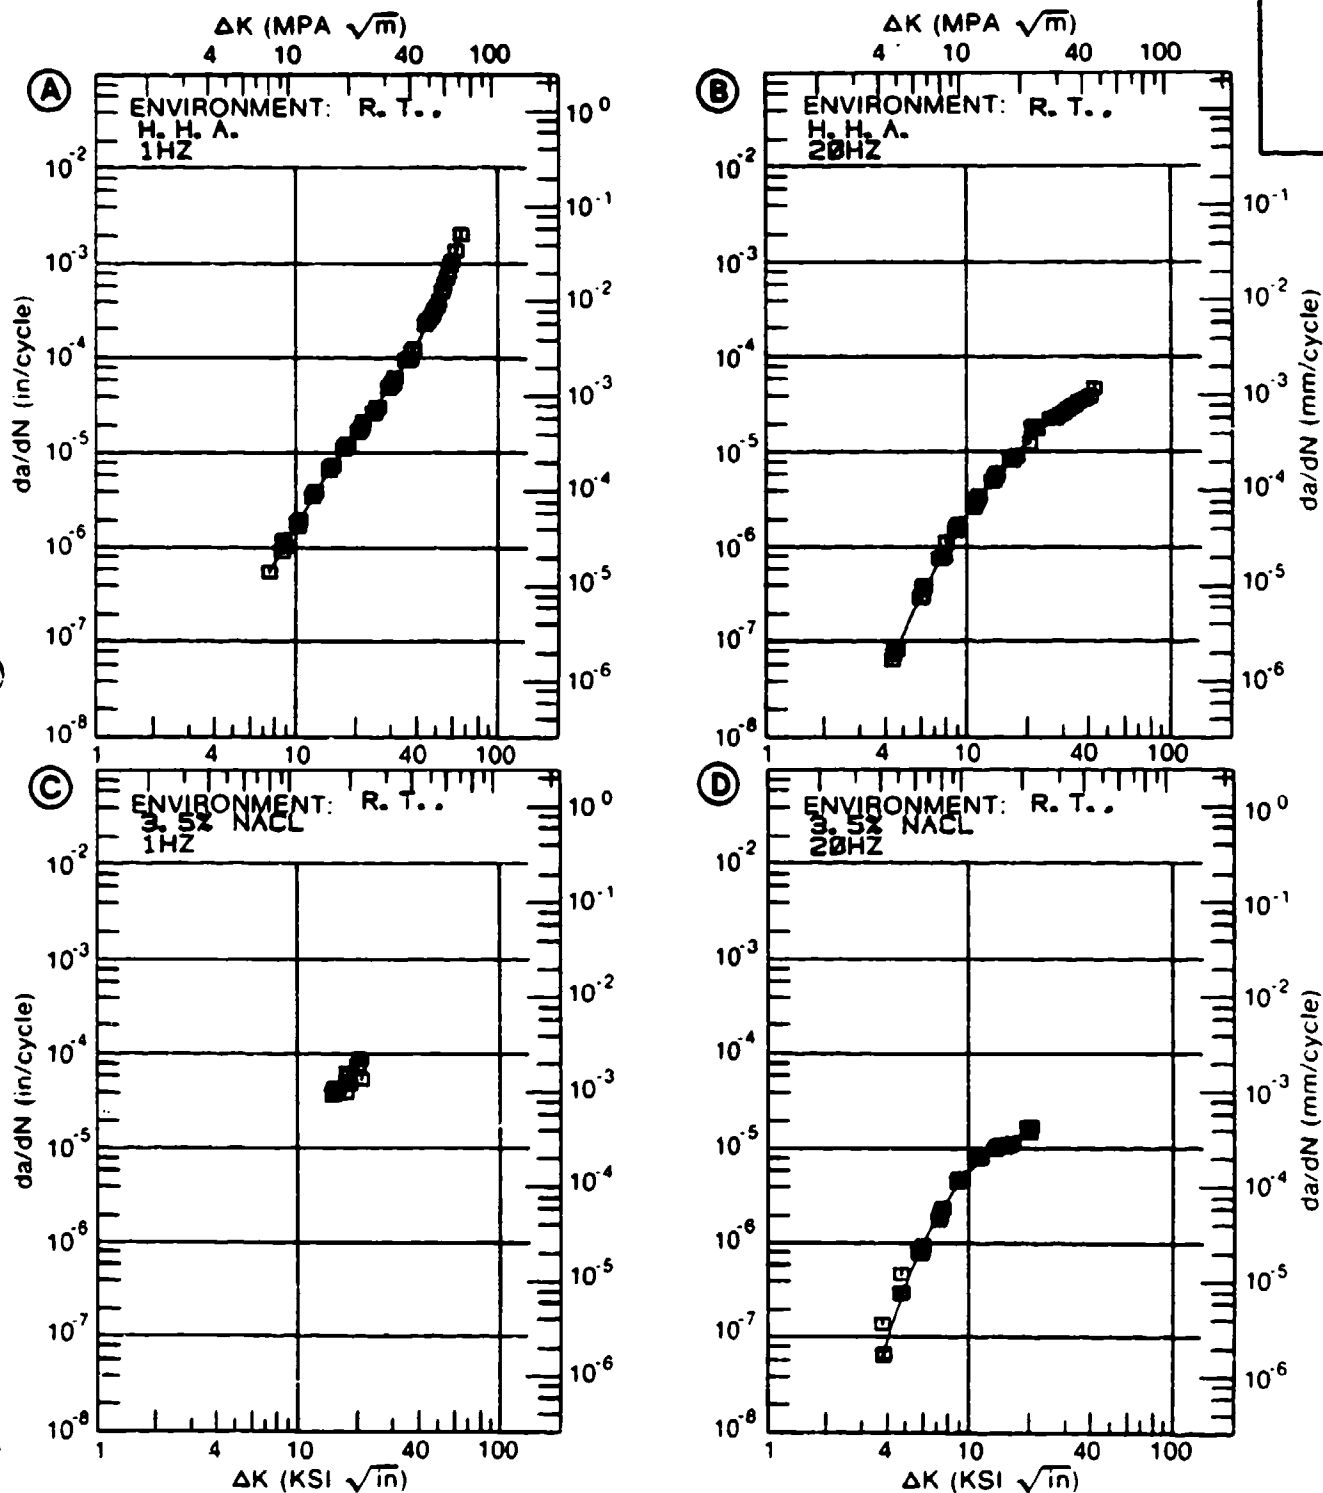 ΔK (MPA √m)
4 10 40 100
ΔK (MPA √m)
4 10 40 100
A
ENVIRONMENT: R. T. .
H. H. A.
1HZ
10⁻²
10⁻³
10⁻⁴
10⁻⁵
10⁻⁶
10⁻⁷
10⁻⁸
da/dN (in/cycle)
10⁰
10⁻¹
10⁻²
10⁻³
10⁻⁴
10⁻⁵
10⁻⁶
1 4 10 40 100
B
ENVIRONMENT: R. T. .
H. H. A.
20HZ
10⁻²
10⁻³
10⁻⁴
10⁻⁵
10⁻⁶
10⁻⁷
10⁻⁸
10⁻¹
10⁻²
10⁻³
10⁻⁴
10⁻⁵
10⁻⁶
da/dN (mm/cycle)
1 4 10 40 100
C
ENVIRONMENT: R. T. .
3. 5% NACL
1HZ
10⁻²
10⁻³
10⁻⁴
10⁻⁵
10⁻⁶
10⁻⁷
10⁻⁸
da/dN (in/cycle)
10⁰
10⁻¹
10⁻²
10⁻³
10⁻⁴
10⁻⁵
10⁻⁶
1 4 10 40 100
ΔK (KSI √in)
D
ENVIRONMENT: R. T. .
3. 5% NACL
20HZ
10⁻²
10⁻³
10⁻⁴
10⁻⁵
10⁻⁶
10⁻⁷
10⁻⁸
10⁰
10⁻¹
10⁻²
10⁻³
10⁻⁴
10⁻⁵
10⁻⁶
da/dN (mm/cycle)
1 4 10 40 100
ΔK (KSI √in)